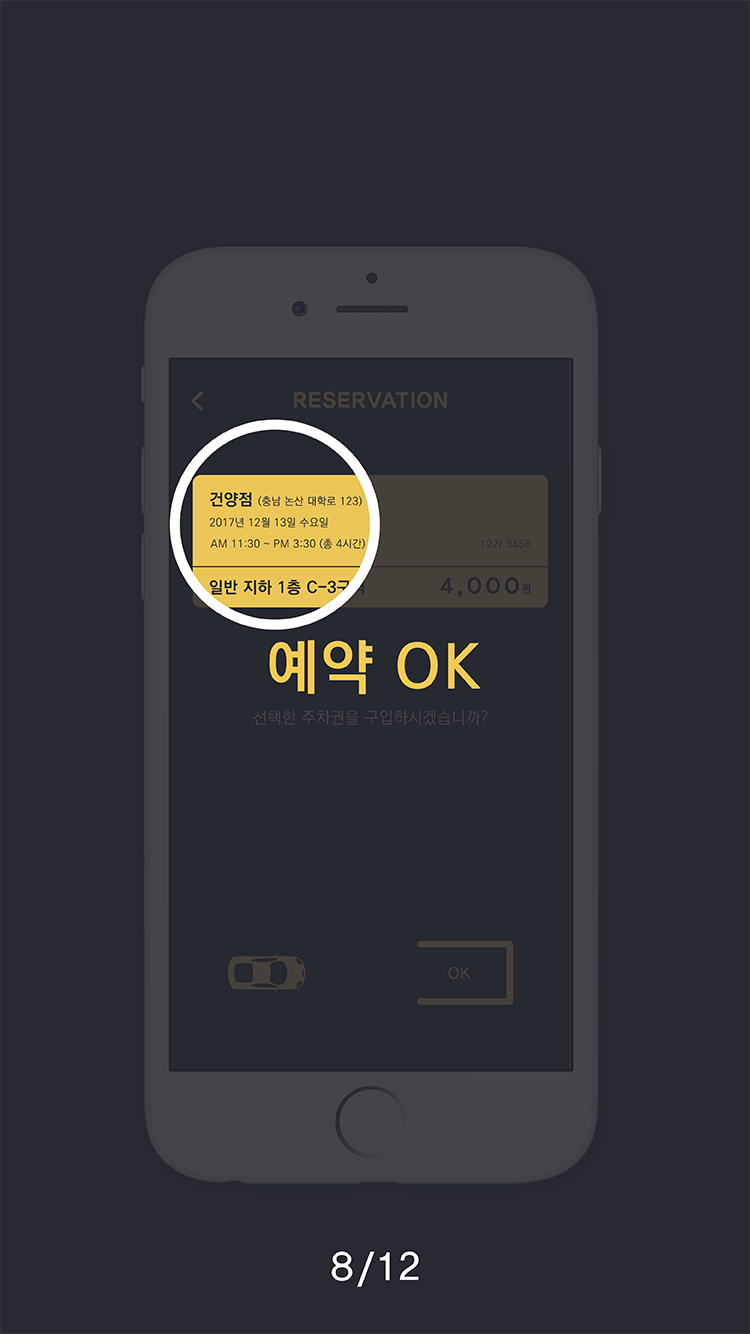 RESERVATION
건양점 (충남 논산 대학로 123)
2017년 12월 13일 수요일
AM 11:30 ~ PM 3:30 (총 4시간) 12가 3456
일반 지하 1층 C-3구역 4,000원
예약 OK
선택한 주차권을 구입하시겠습니까?
OK
8/12